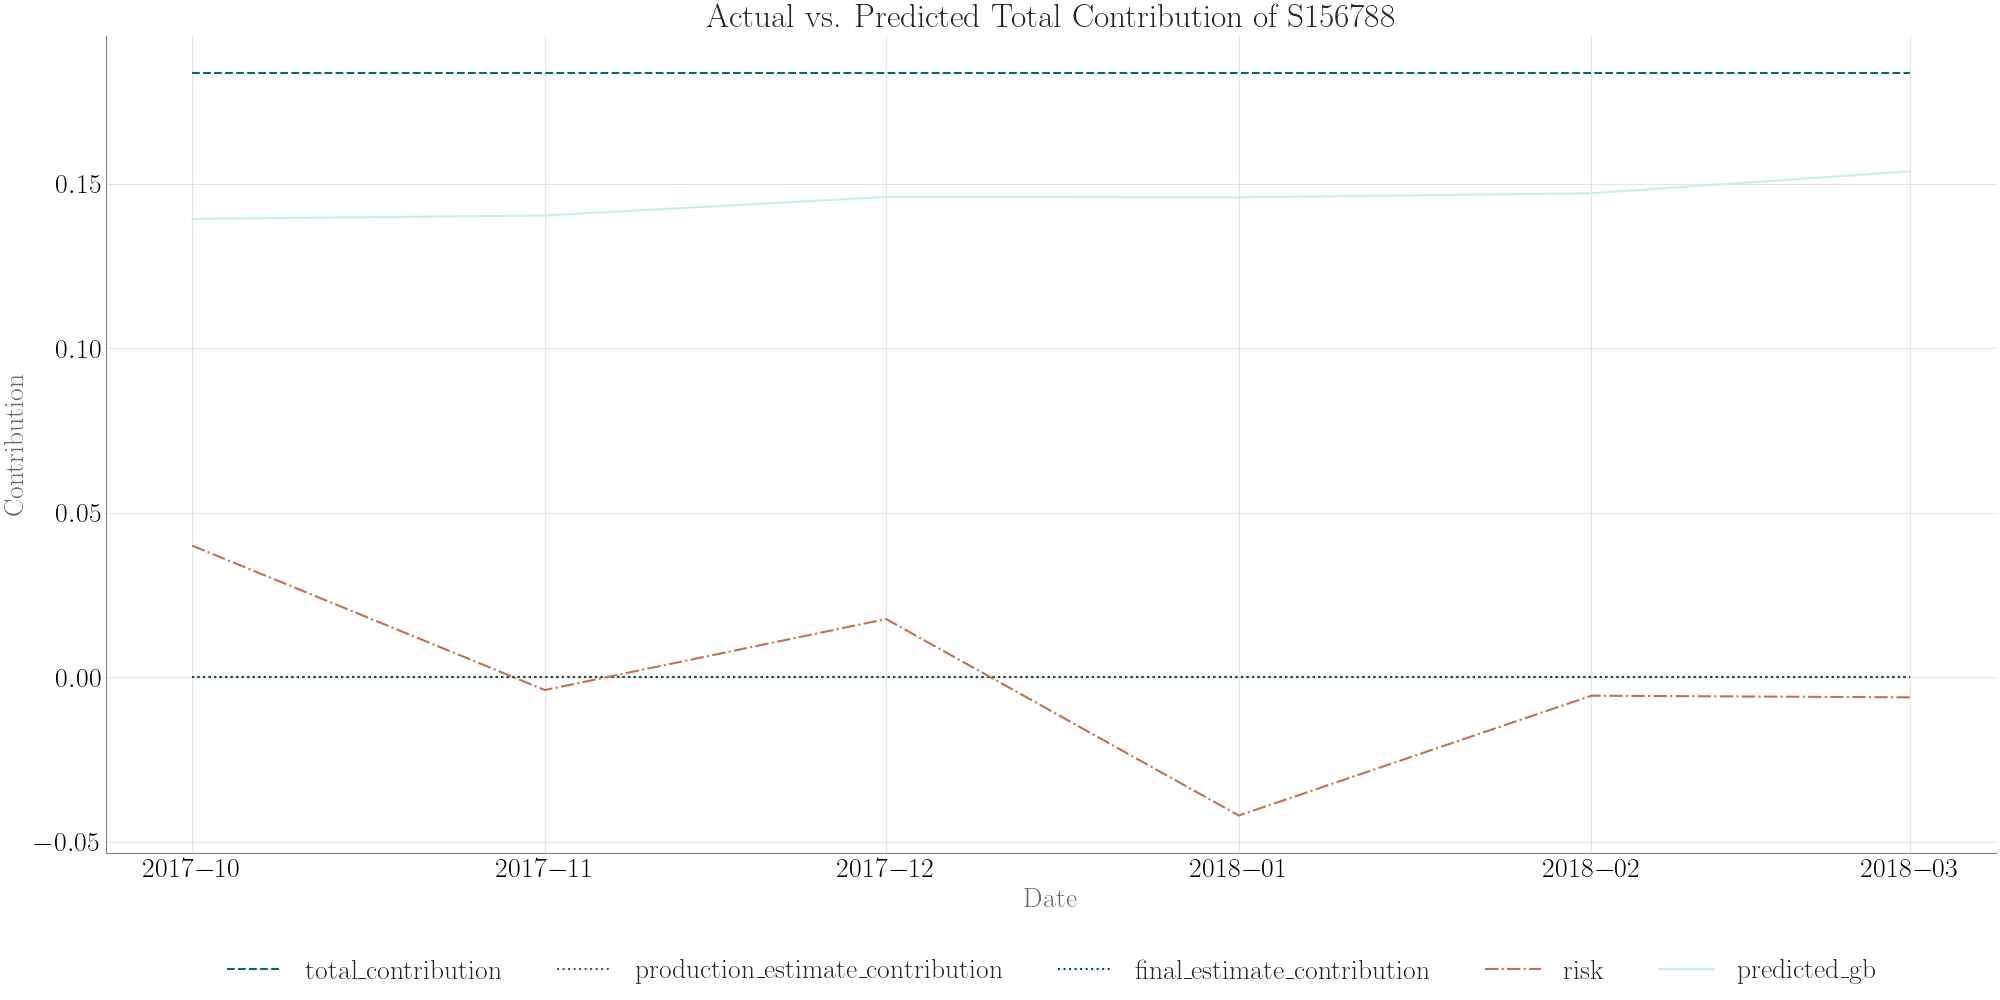 Actual vs. Predicted Total Contribution of S156788
Contribution
0.15
0.10
0.05
0.00
−0.05
2017−10 2017−11 2017−12 2018−01 2018−02 2018−03
Date
total_contribution production_estimate_contribution final_estimate_contribution risk predicted_gb